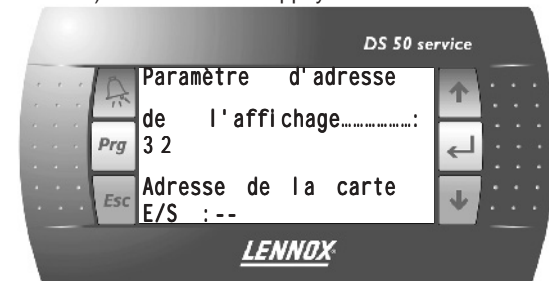 DS 50 service
Paramètre d'adresse
de l'affichage………………:
32
Prg
Adresse de la carte
Esc
E/S :--
LENNOX